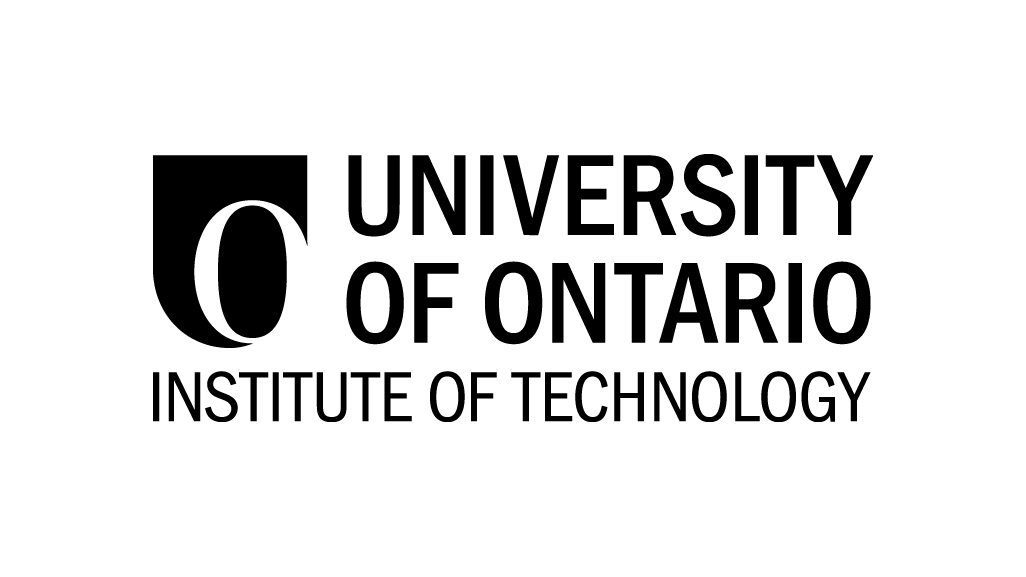 UNIVERSITY
OF ONTARIO
INSTITUTE OF TECHNOLOGY